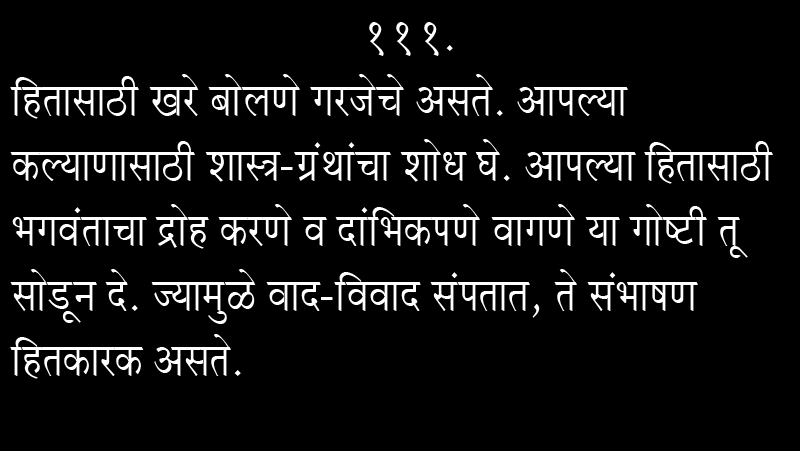 १११.
हितासाठी खरे बोलणे गरजेचे असते. आपल्या
कल्याणासाठी शास्त्र-ग्रंथांचा शोध घे. आपल्या हितासाठी
भगवंताचा द्रोह करणे व दांभिकपणे वागणे या गोष्टी तू
सोडून दे. ज्यामुळे वाद-विवाद संपतात, ते संभाषण
हितकारक असते.